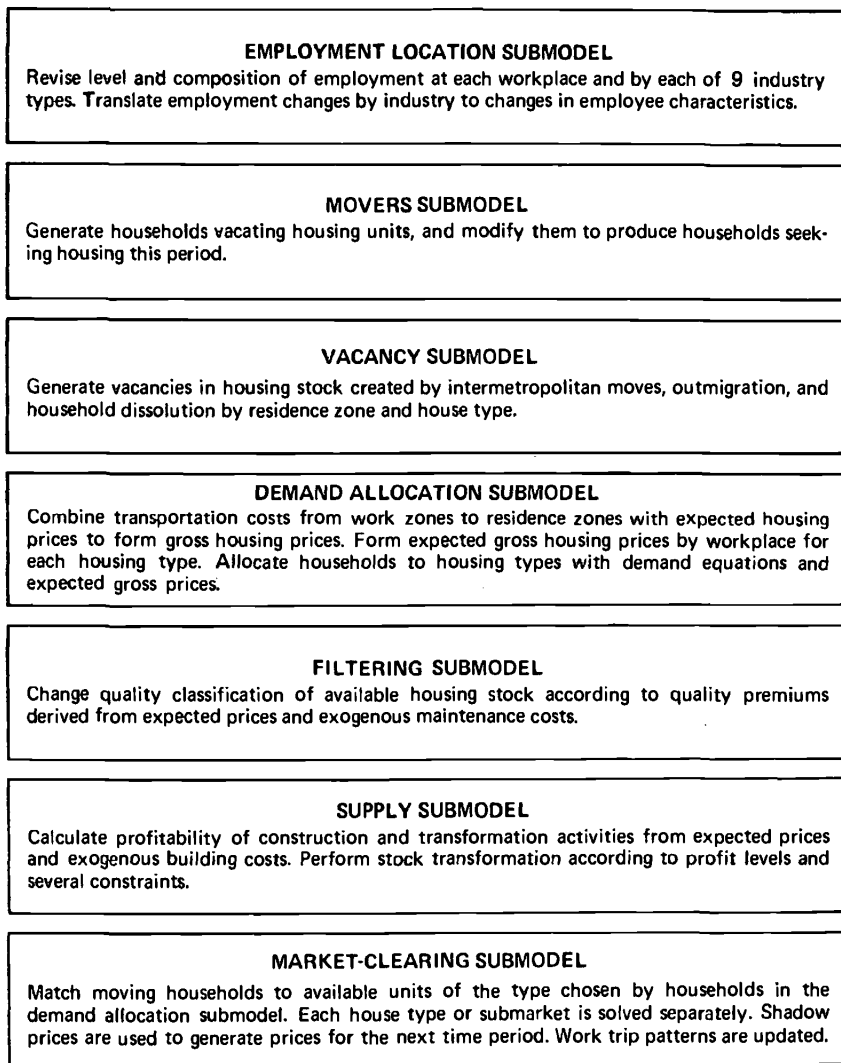 EMPLOYMENT LOCATION SUBMODEL
Revise level and composition of employment at each workplace and by each of 9 industry
types. Translate employment changes by industry to changes in employee characteristics.
MOVERS SUBMODEL
Generate households vacating housing units, and modify them to produce households seek-
ing housing this period.
VACANCY SUBMODEL
Generate vacancies in housing stock created by intermetropolitan moves, outmigration, and
household dissolution by residence zone and house type.
DEMAND ALLOCATION SUBMODEL
Combine transportation costs from work zones to residence zones with expected housing
prices to form gross housing prices. Form expected gross housing prices by workplace for
each housing type. Allocate households to housing types with demand equations and
expected gross prices.
FILTERING SUBMODEL
Change quality classification of available housing stock according to quality premiums
derived from expected prices and exogenous maintenance costs.
SUPPLY SUBMODEL
Calculate profitability of construction and transformation activities from expected prices
and exogenous building costs. Perform stock transformation according to profit levels and
several constraints.
MARKET-CLEARING SUBMODEL
Match moving households to available units of the type chosen by households in the
demand allocation submodel. Each house type or submarket is solved separately. Shadow
prices are used to generate prices for the next time period. Work trip patterns are updated.